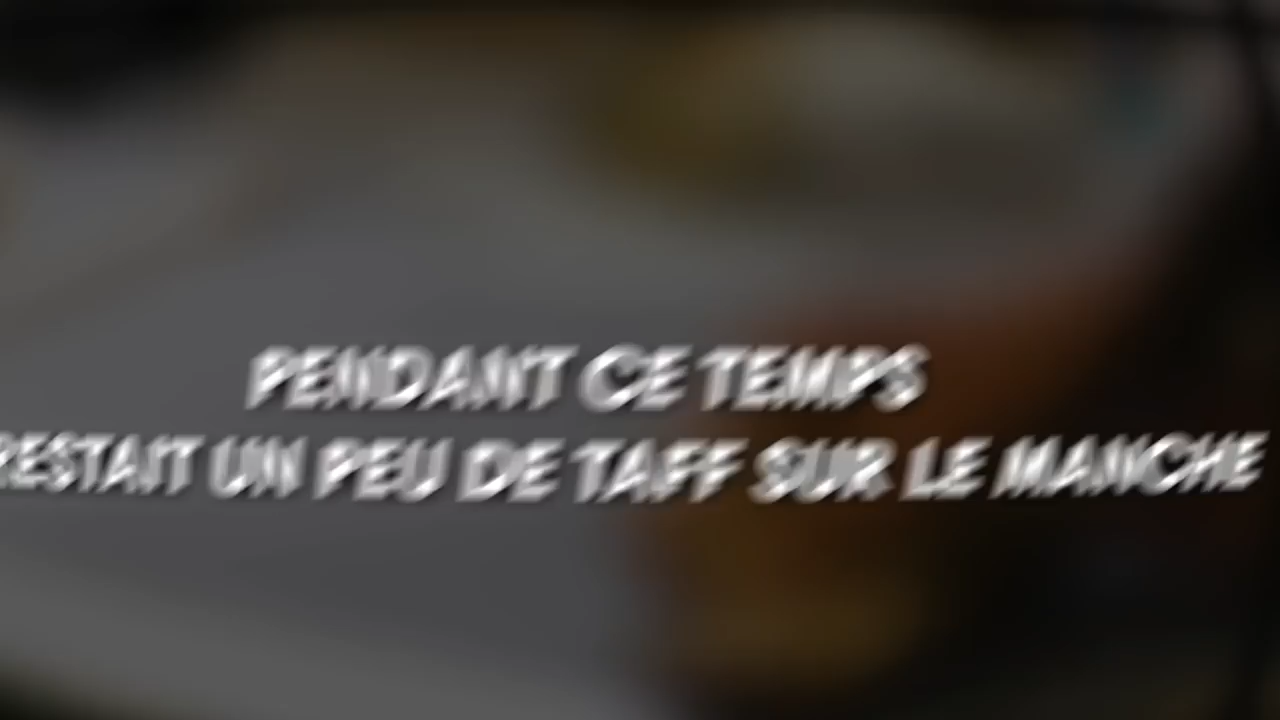 PENDANT CE TEMPS
RESTAIT UN PEU DE TAFF SUR LE MANCHE